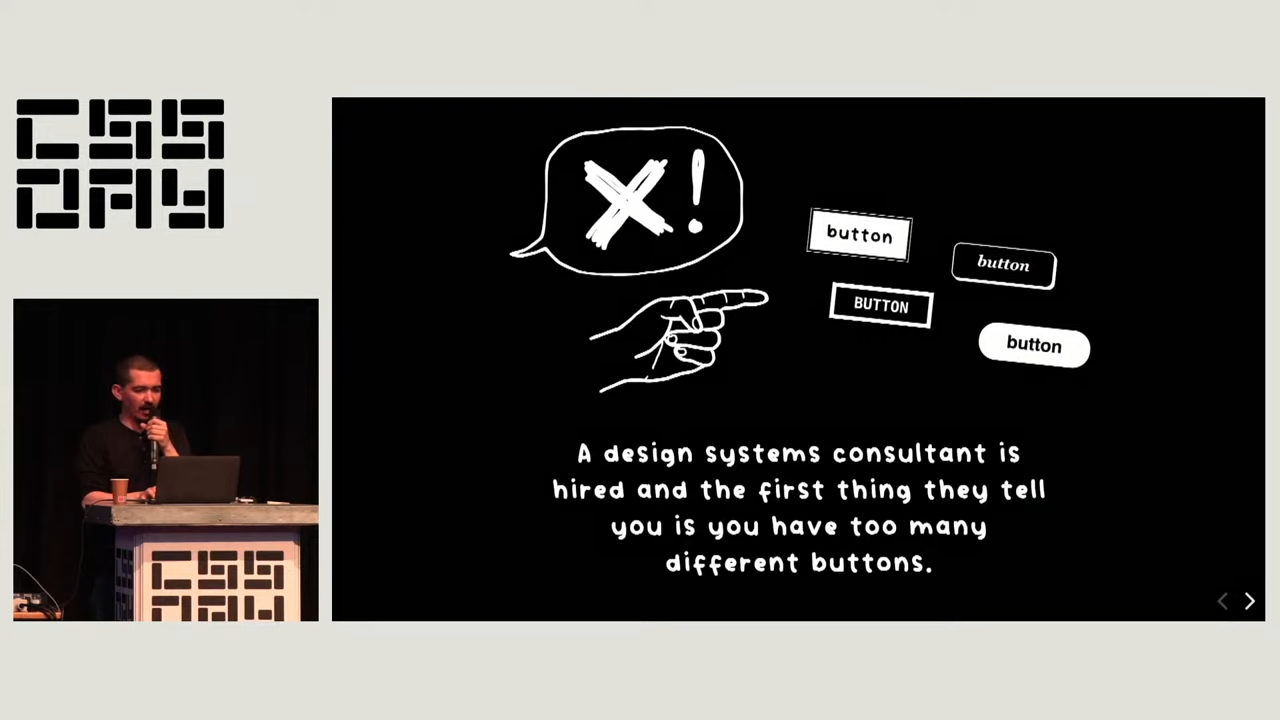 CSS
DAY
X!
button
button
BUTTON
button
A design systems consultant is
hired and the first thing they tell
you is you have too many
different buttons.
CSS
DAY